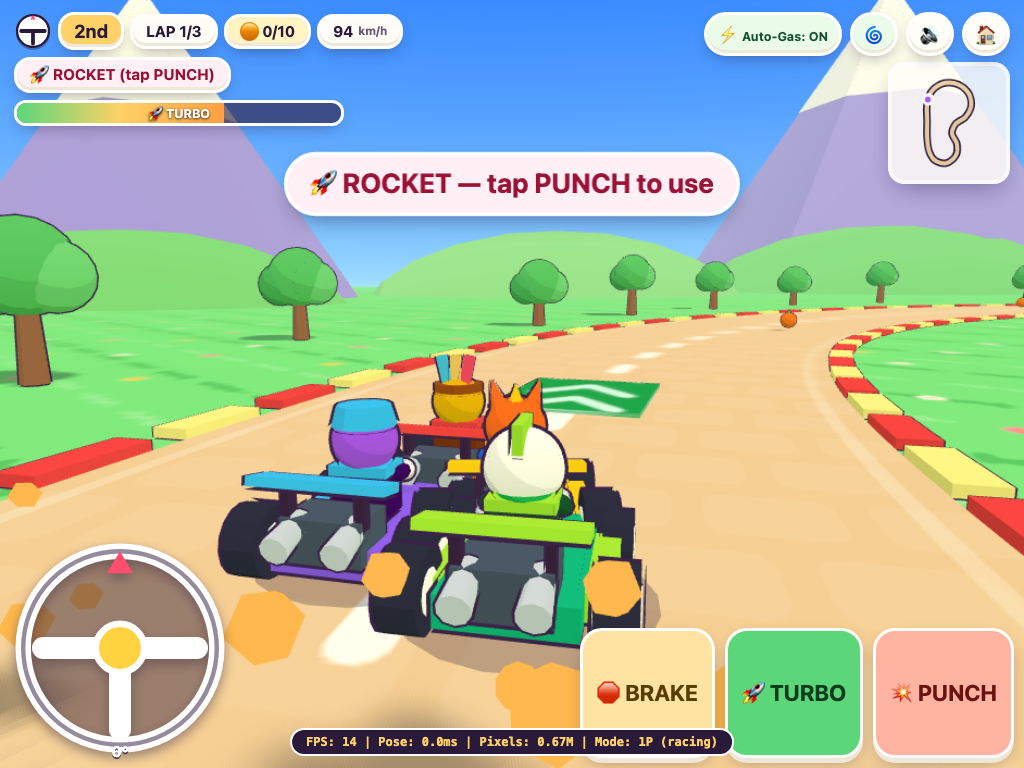 2nd
LAP 1/3
0/10
94 km/h
Auto-Gas: ON
ROCKET (tap PUNCH)
TURBO
ROCKET — tap PUNCH to use
BRAKE
TURBO
PUNCH
0°
FPS: 14 | Pose: 0.0ms | Pixels: 0.67M | Mode: 1P (racing)